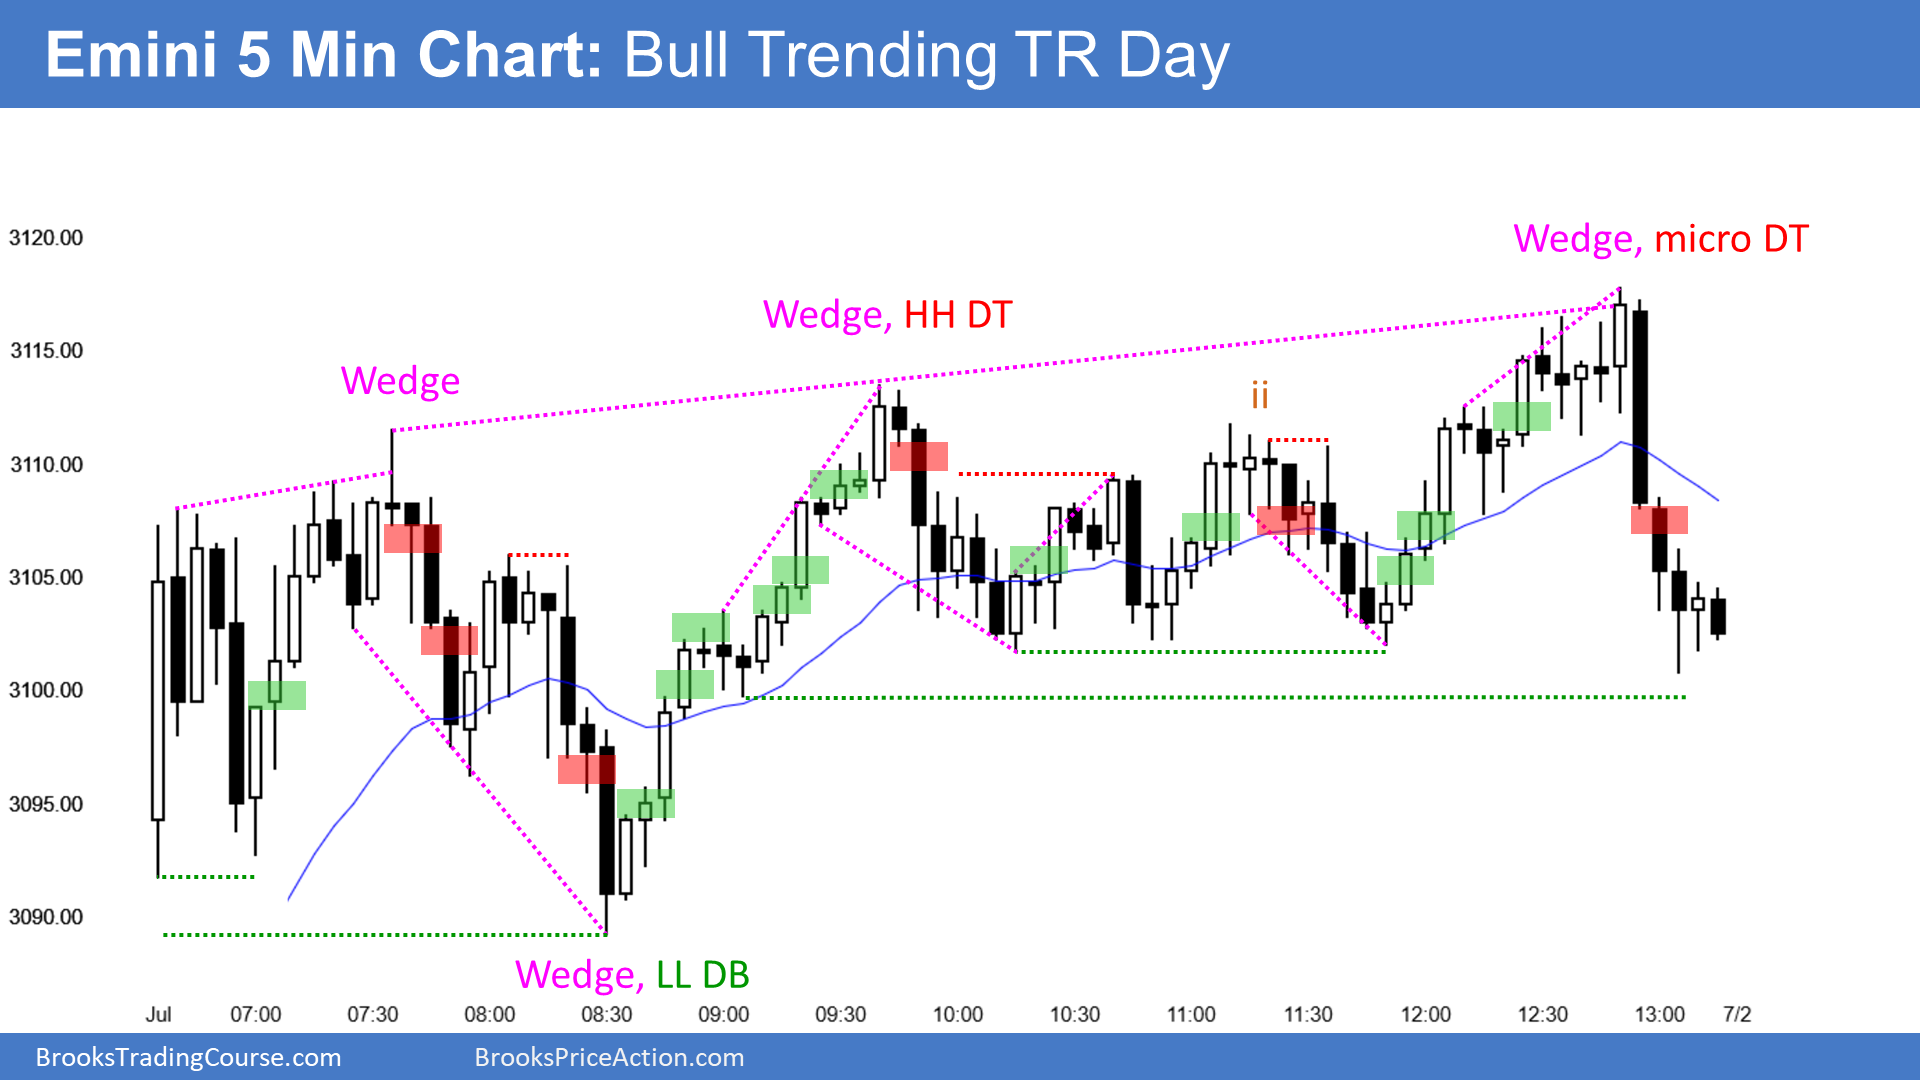 Emini 5 Min Chart: Bull Trending TR Day
3120.00
Wedge, micro DT
Wedge, HH DT
3115.00
Wedge
ii
3110.00
3105.00
3100.00
3095.00
3090.00
Wedge, LL DB
Jul 07:00 07:30 08:00 08:30 09:00 09:30 10:00 10:30 11:00 11:30 12:00 12:30 13:00 7/2
BrooksTradingCourse.com BrooksPriceAction.com